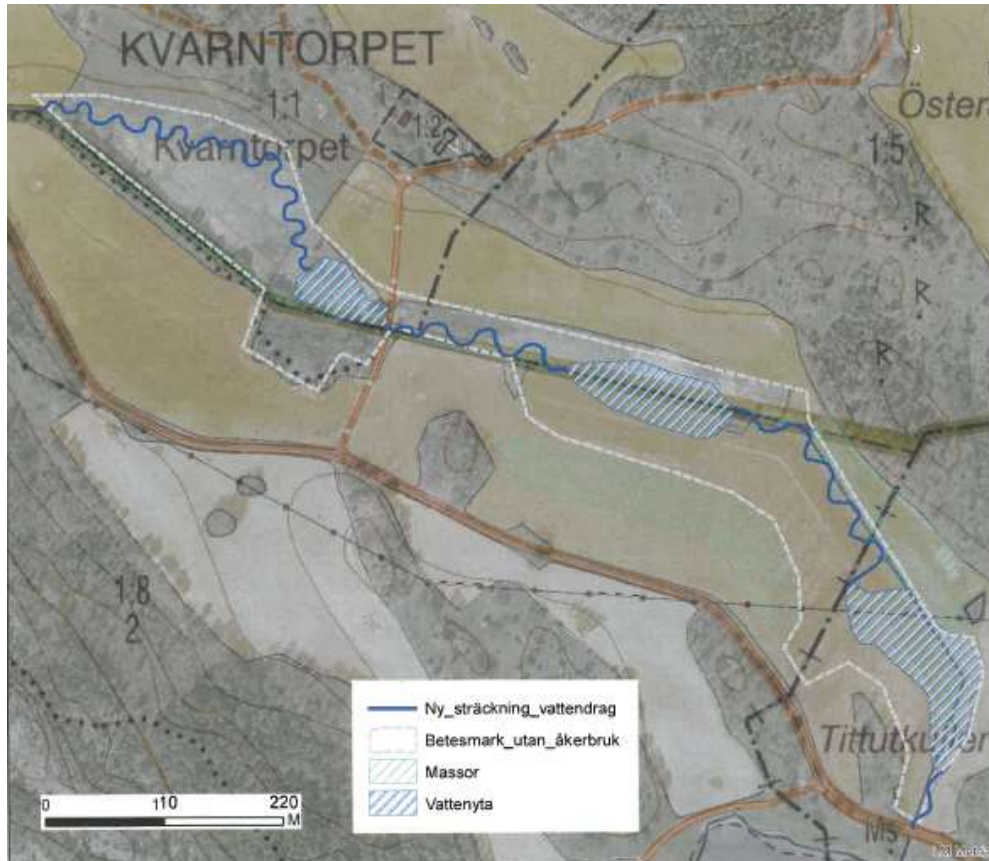 KVARNTORPET
1:1
1:2
Kvarntorpet
1:5
R
R
R
1:8
2
Ny_sträckning_vattendrag
Betesmark_utan_åkerbruk
Massor
Vattenyta
0 110 220
M
Ms